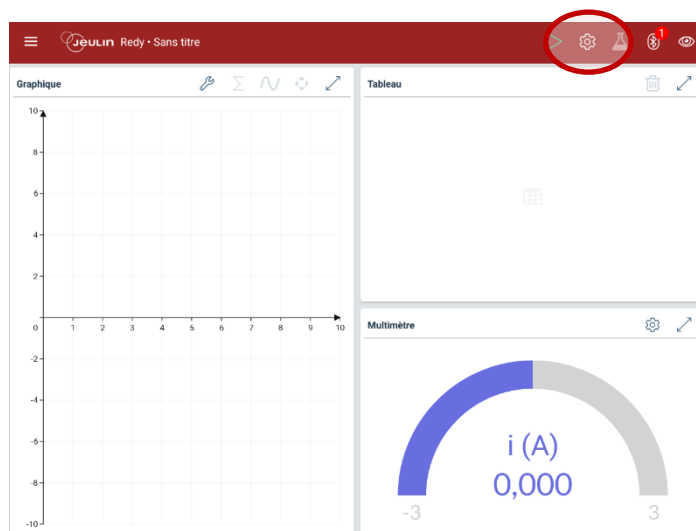 Jeulin Redy • Sans titre
1
Graphique
10
8
6
4
2
0 1 2 3 4 5 6 7 8 9 10
-2
-4
-6
-8
-10
Tableau
Multimètre
i (A)
0,000
-3 3